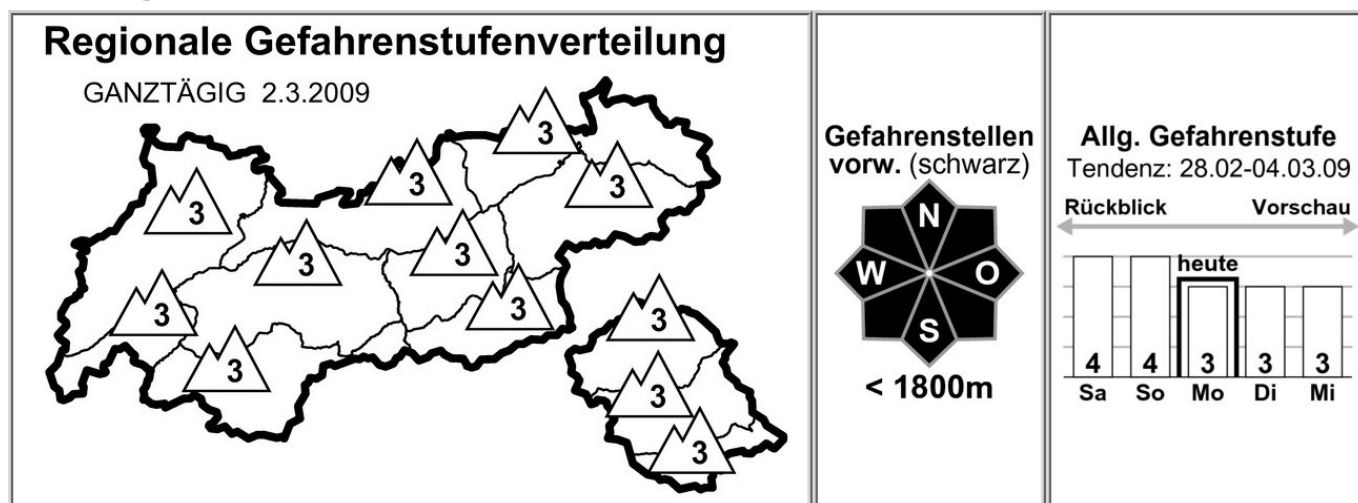 Regionale Gefahrenstufenverteilung
GANZTÄGIG 2.3.2009
3
3
3
3
3
3
3
3
3
3
3
3
3
Gefahrenstellen
vorw. (schwarz)
N
W O
S
< 1800m
Allg. Gefahrenstufe
Tendenz: 28.02-04.03.09
Rückblick Vorschau
heute
4 4 3 3 3
Sa So Mo Di Mi